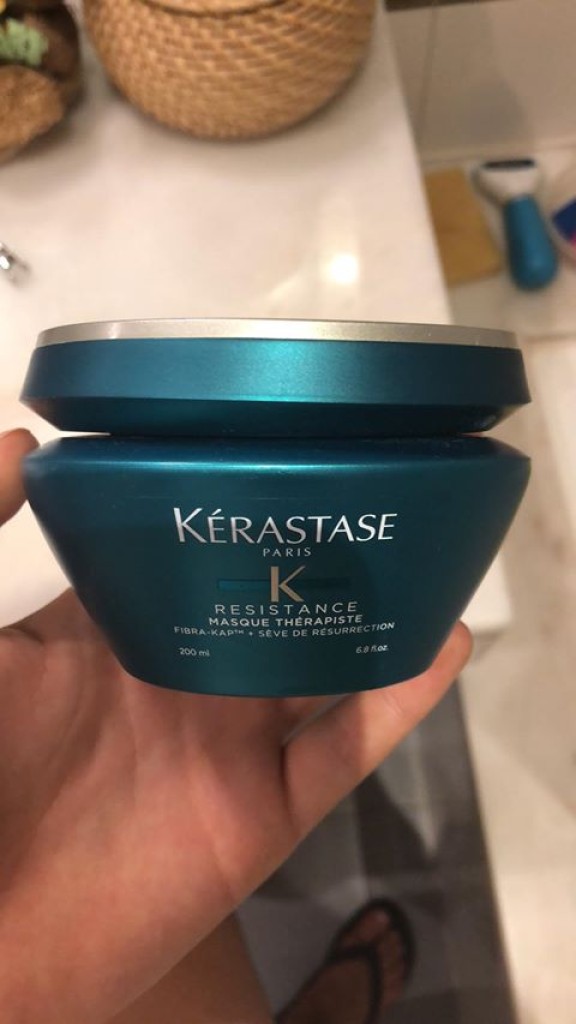 KÉRASTASE
PARIS
K
RESISTANCE
MASQUE THÉRAPISTE
FIBRA-KAP™ + SÈVE DE RÉSURRECTION
200 ml 6.8 fl.oz.